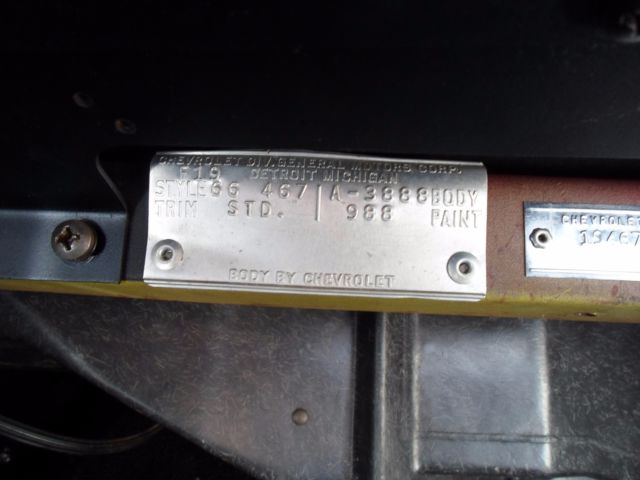 CHEVROLET DIV. GENERAL MOTORS CORP.
F19 DETROIT MICHIGAN
STYLE 66 467 A-3888 BODY
TRIM STD. 988 PAINT
BODY BY CHEVROLET
CHEVROLET